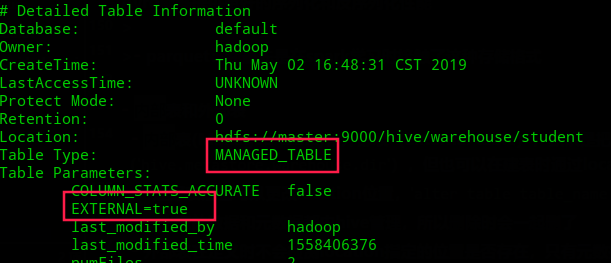 # Detailed Table Information
Database: default
Owner: hadoop
CreateTime: Thu May 02 16:48:31 CST 2019
LastAccessTime: UNKNOWN
Protect Mode: None
Retention: 0
Location: hdfs://master:9000/hive/warehouse/student
Table Type: MANAGED_TABLE
Table Parameters:
COLUMN_STATS_ACCURATE false
EXTERNAL=true
last_modified_by hadoop
last_modified_time 1558406376
numFiles 2